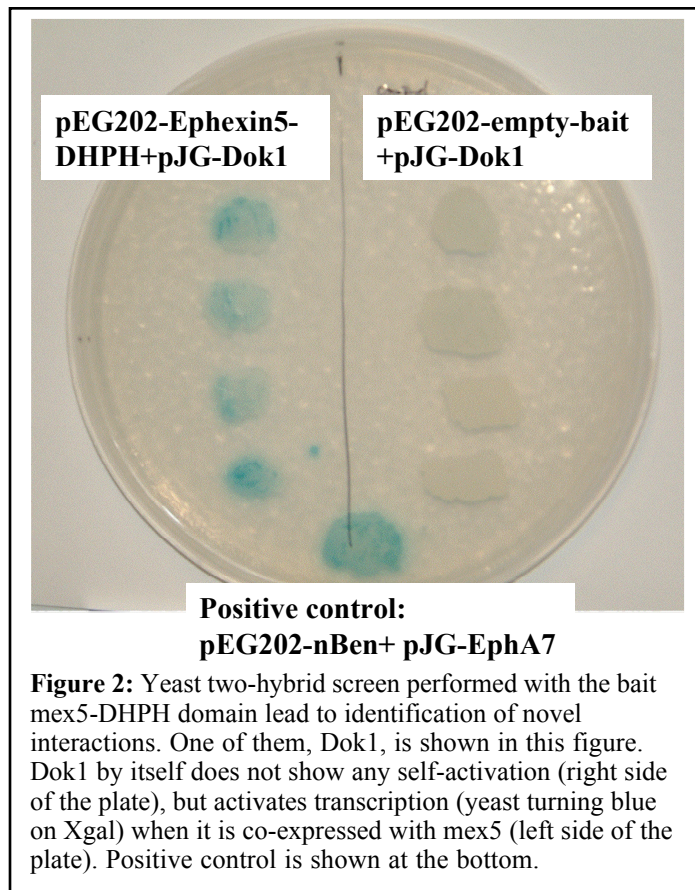 pEG202-Ephexin5-
DHPH+pJG-Dok1
pEG202-empty-bait
+pJG-Dok1
Positive control:
pEG202-nBen+ pJG-EphA7
Figure 2: Yeast two-hybrid screen performed with the bait
mex5-DHPH domain lead to identification of novel
interactions. One of them, Dok1, is shown in this figure.
Dok1 by itself does not show any self-activation (right side
of the plate), but activates transcription (yeast turning blue
on Xgal) when it is co-expressed with mex5 (left side of the
plate). Positive control is shown at the bottom.